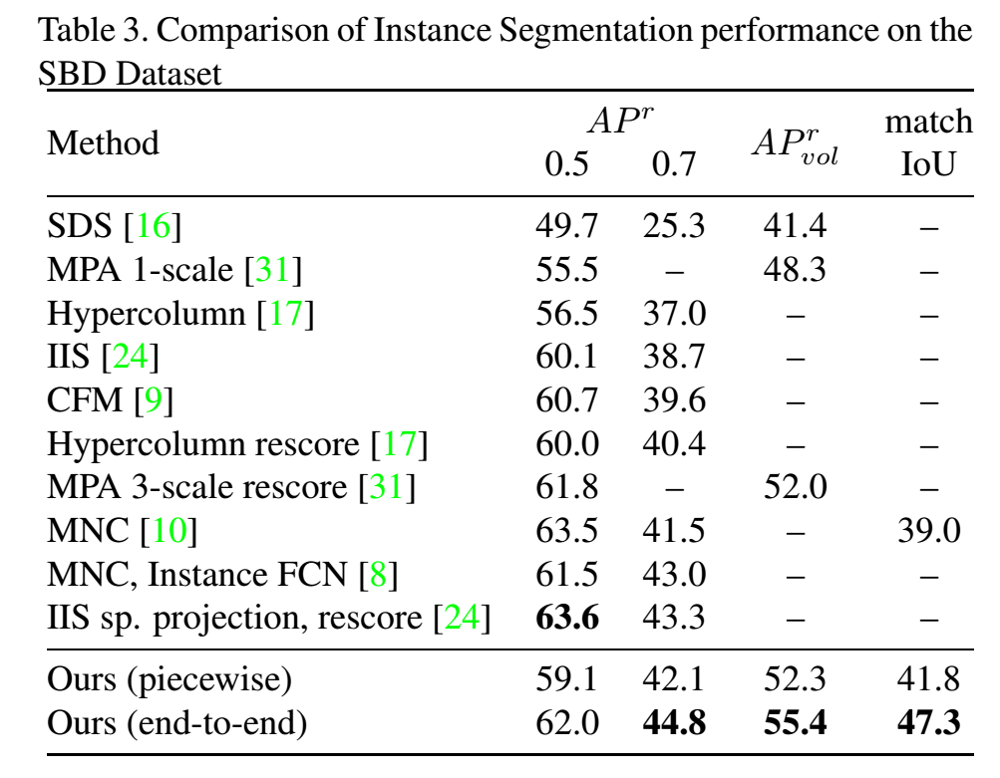 Table 3. Comparison of Instance Segmentation performance on the
SBD Dataset
Method AP^r AP^r_vol match IoU
0.5 0.7
SDS [16] 49.7 25.3 41.4 –
MPA 1-scale [31] 55.5 – 48.3 –
Hypercolumn [17] 56.5 37.0 – –
IIS [24] 60.1 38.7 – –
CFM [9] 60.7 39.6 – –
Hypercolumn rescore [17] 60.0 40.4 – –
MPA 3-scale rescore [31] 61.8 – 52.0 –
MNC [10] 63.5 41.5 – 39.0
MNC, Instance FCN [8] 61.5 43.0 – –
IIS sp. projection, rescore [24] 63.6 43.3 – –
Ours (piecewise) 59.1 42.1 52.3 41.8
Ours (end-to-end) 62.0 44.8 55.4 47.3